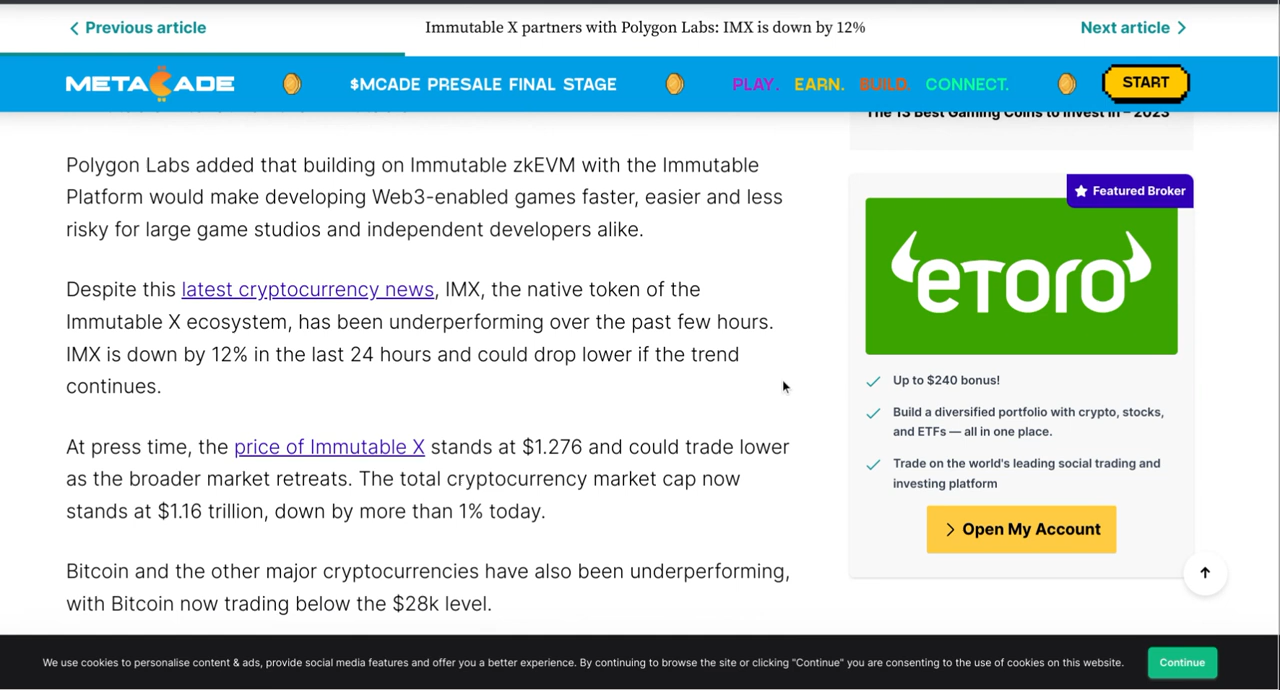 Previous article
Immutable X partners with Polygon Labs: IMX is down by 12%
Next article
METACADE
$MCADE PRESALE FINAL STAGE
PLAY. EARN. BUILD. CONNECT.
START
The 13 Best Gaming Coins to Invest in – 2023
Polygon Labs added that building on Immutable zkEVM with the Immutable
Platform would make developing Web3-enabled games faster, easier and less
risky for large game studios and independent developers alike.
Despite this latest cryptocurrency news, IMX, the native token of the
Immutable X ecosystem, has been underperforming over the past few hours.
IMX is down by 12% in the last 24 hours and could drop lower if the trend
continues.
At press time, the price of Immutable X stands at $1.276 and could trade lower
as the broader market retreats. The total cryptocurrency market cap now
stands at $1.16 trillion, down by more than 1% today.
Bitcoin and the other major cryptocurrencies have also been underperforming,
with Bitcoin now trading below the $28k level.
Featured Broker
eToro
Up to $240 bonus!
Build a diversified portfolio with crypto, stocks,
and ETFs — all in one place.
Trade on the world's leading social trading and
investing platform
Open My Account
We use cookies to personalise content & ads, provide social media features and offer you a better experience. By continuing to browse the site or clicking "Continue" you are consenting to the use of cookies on this website.
Continue